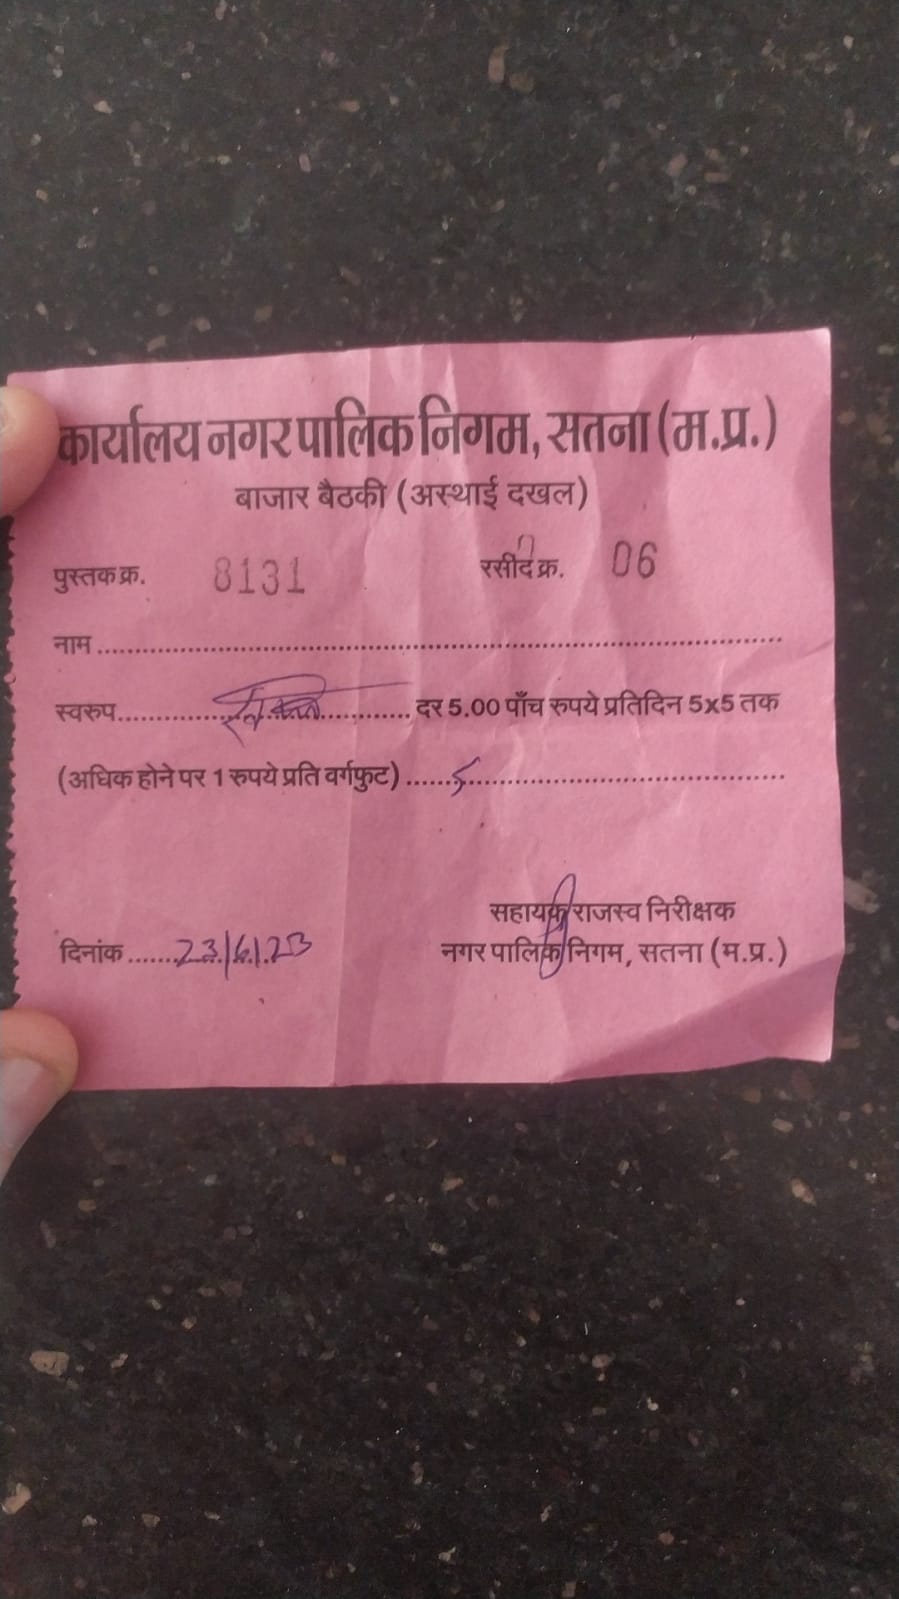 कार्यालय नगर पालिक निगम, सतना (म.प्र.)
बाजार बैठकी (अस्थाई दखल)
पुस्तक क्र. 8131 रसीद क्र. 06
नाम ..........
स्वरुप.......... दर 5.00 पाँच रुपये प्रतिदिन 5x5 तक
(अधिक होने पर 1 रुपये प्रति वर्गफुट) ......5..........
सहायक राजस्व निरीक्षक
दिनांक ......23/6/23 नगर पालिक निगम, सतना (म.प्र.)